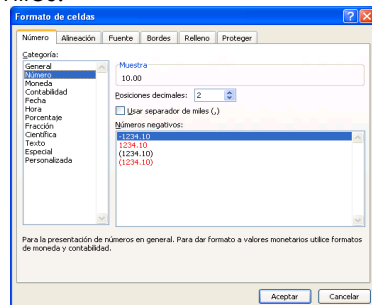 Formato de celdas
Número Alineación Fuente Bordes Relleno Proteger
Categoría:
General
Número
Moneda
Contabilidad
Fecha
Hora
Porcentaje
Fracción
Científica
Texto
Especial
Personalizada
Muestra
10.00
Posiciones decimales: 2
Usar separador de miles (,)
Números negativos:
-1234.10
1234.10
(1234.10)
(1234.10)
Para la presentación de números en general. Para dar formato a valores monetarios utilice formatos
de moneda y contabilidad.
Aceptar Cancelar